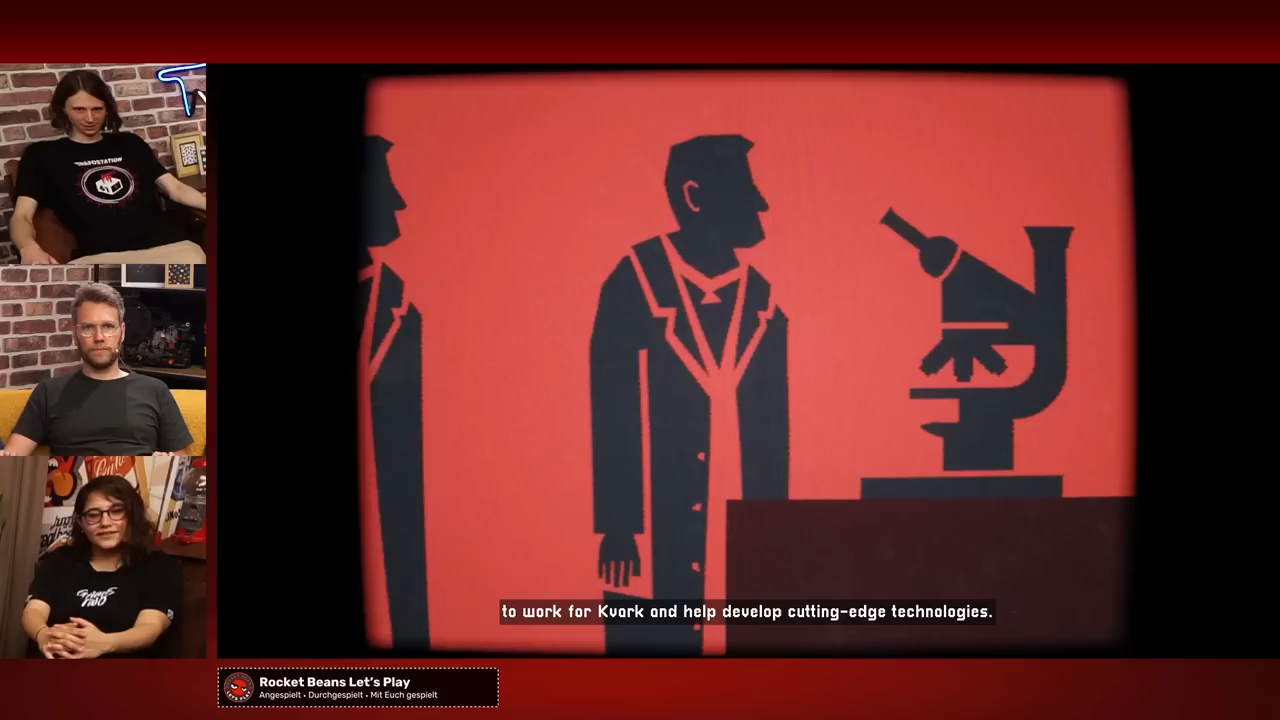 to work for Kvark and help develop cutting-edge technologies.
Rocket Beans Let's Play
Angespielt • Durchgespielt • Mit Euch gespielt